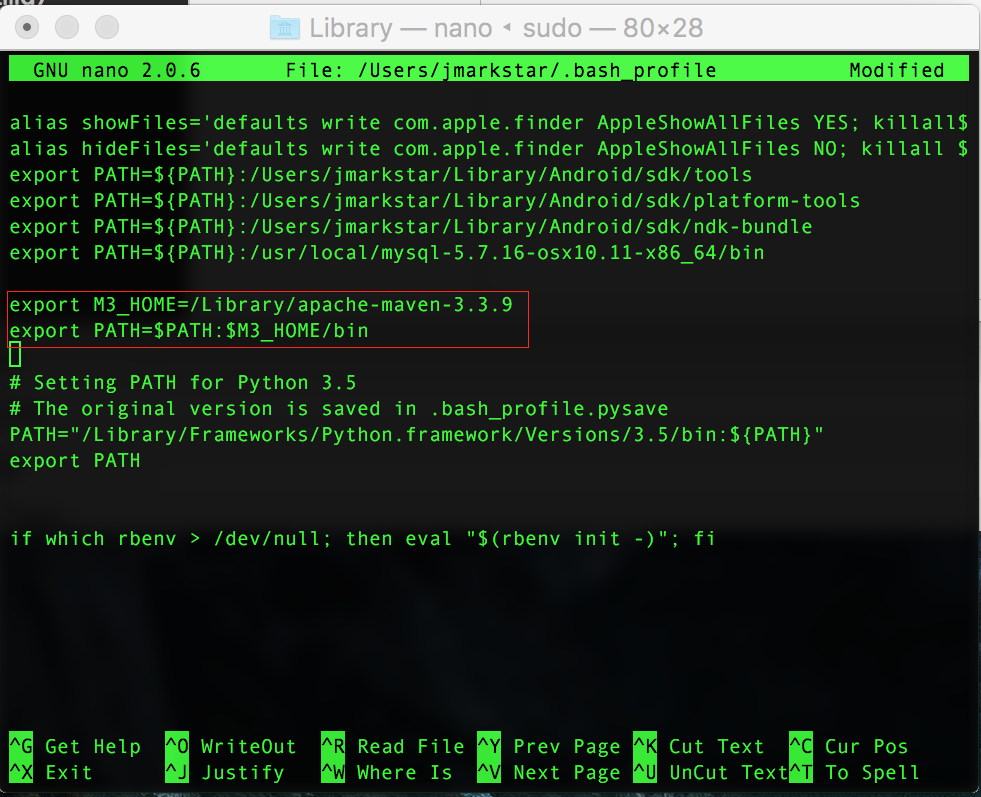 Library — nano ◂ sudo — 80×28
GNU nano 2.0.6 File: /Users/jmarkstar/.bash_profile Modified
alias showFiles='defaults write com.apple.finder AppleShowAllFiles YES; killall$
alias hideFiles='defaults write com.apple.finder AppleShowAllFiles NO; killall $
export PATH=${PATH}:/Users/jmarkstar/Library/Android/sdk/tools
export PATH=${PATH}:/Users/jmarkstar/Library/Android/sdk/platform-tools
export PATH=${PATH}:/Users/jmarkstar/Library/Android/sdk/ndk-bundle
export PATH=${PATH}:/usr/local/mysql-5.7.16-osx10.11-x86_64/bin
export M3_HOME=/Library/apache-maven-3.3.9
export PATH=$PATH:$M3_HOME/bin
# Setting PATH for Python 3.5
# The original version is saved in .bash_profile.pysave
PATH="/Library/Frameworks/Python.framework/Versions/3.5/bin:${PATH}"
export PATH
if which rbenv > /dev/null; then eval "$(rbenv init -)"; fi
^G Get Help ^O WriteOut ^R Read File ^Y Prev Page ^K Cut Text ^C Cur Pos
^X Exit ^J Justify ^W Where Is ^V Next Page ^U UnCut Text ^T To Spell